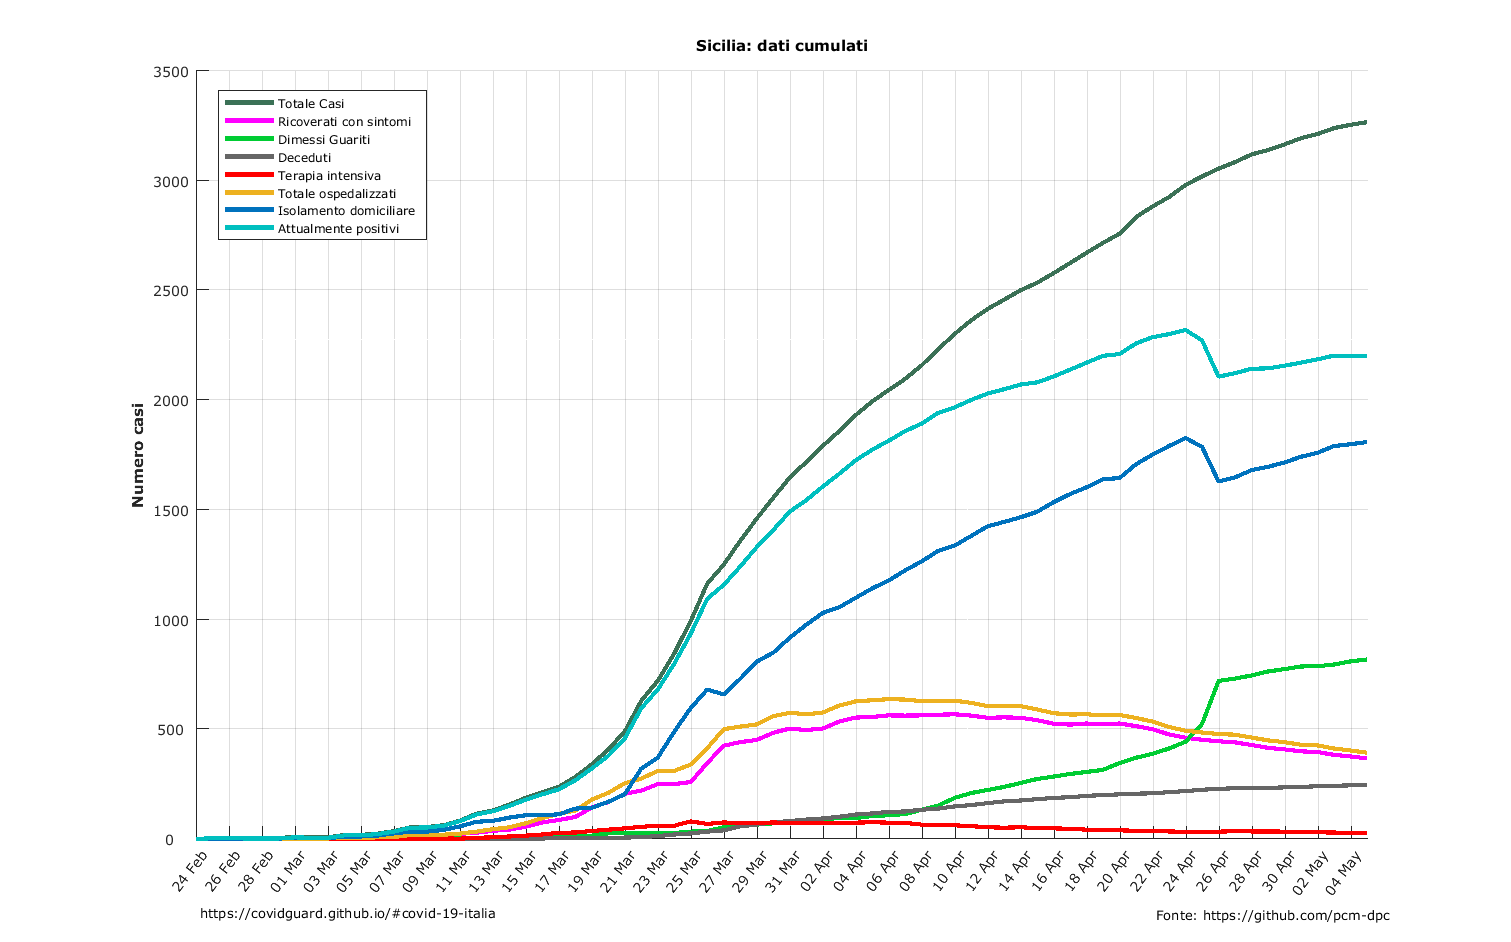 Sicilia: dati cumulati
3500
3000
2500
2000
1500
1000
500
0
Numero casi
Totale Casi
Ricoverati con sintomi
Dimessi Guariti
Deceduti
Terapia intensiva
Totale ospedalizzati
Isolamento domiciliare
Attualmente positivi
24 Feb
26 Feb
28 Feb
01 Mar
03 Mar
05 Mar
07 Mar
09 Mar
11 Mar
13 Mar
15 Mar
17 Mar
19 Mar
21 Mar
23 Mar
25 Mar
27 Mar
29 Mar
31 Mar
02 Apr
04 Apr
06 Apr
08 Apr
10 Apr
12 Apr
14 Apr
16 Apr
18 Apr
20 Apr
22 Apr
24 Apr
26 Apr
28 Apr
30 Apr
02 May
04 May
https://covidguard.github.io/#covid-19-italia
Fonte: https://github.com/pcm-dpc